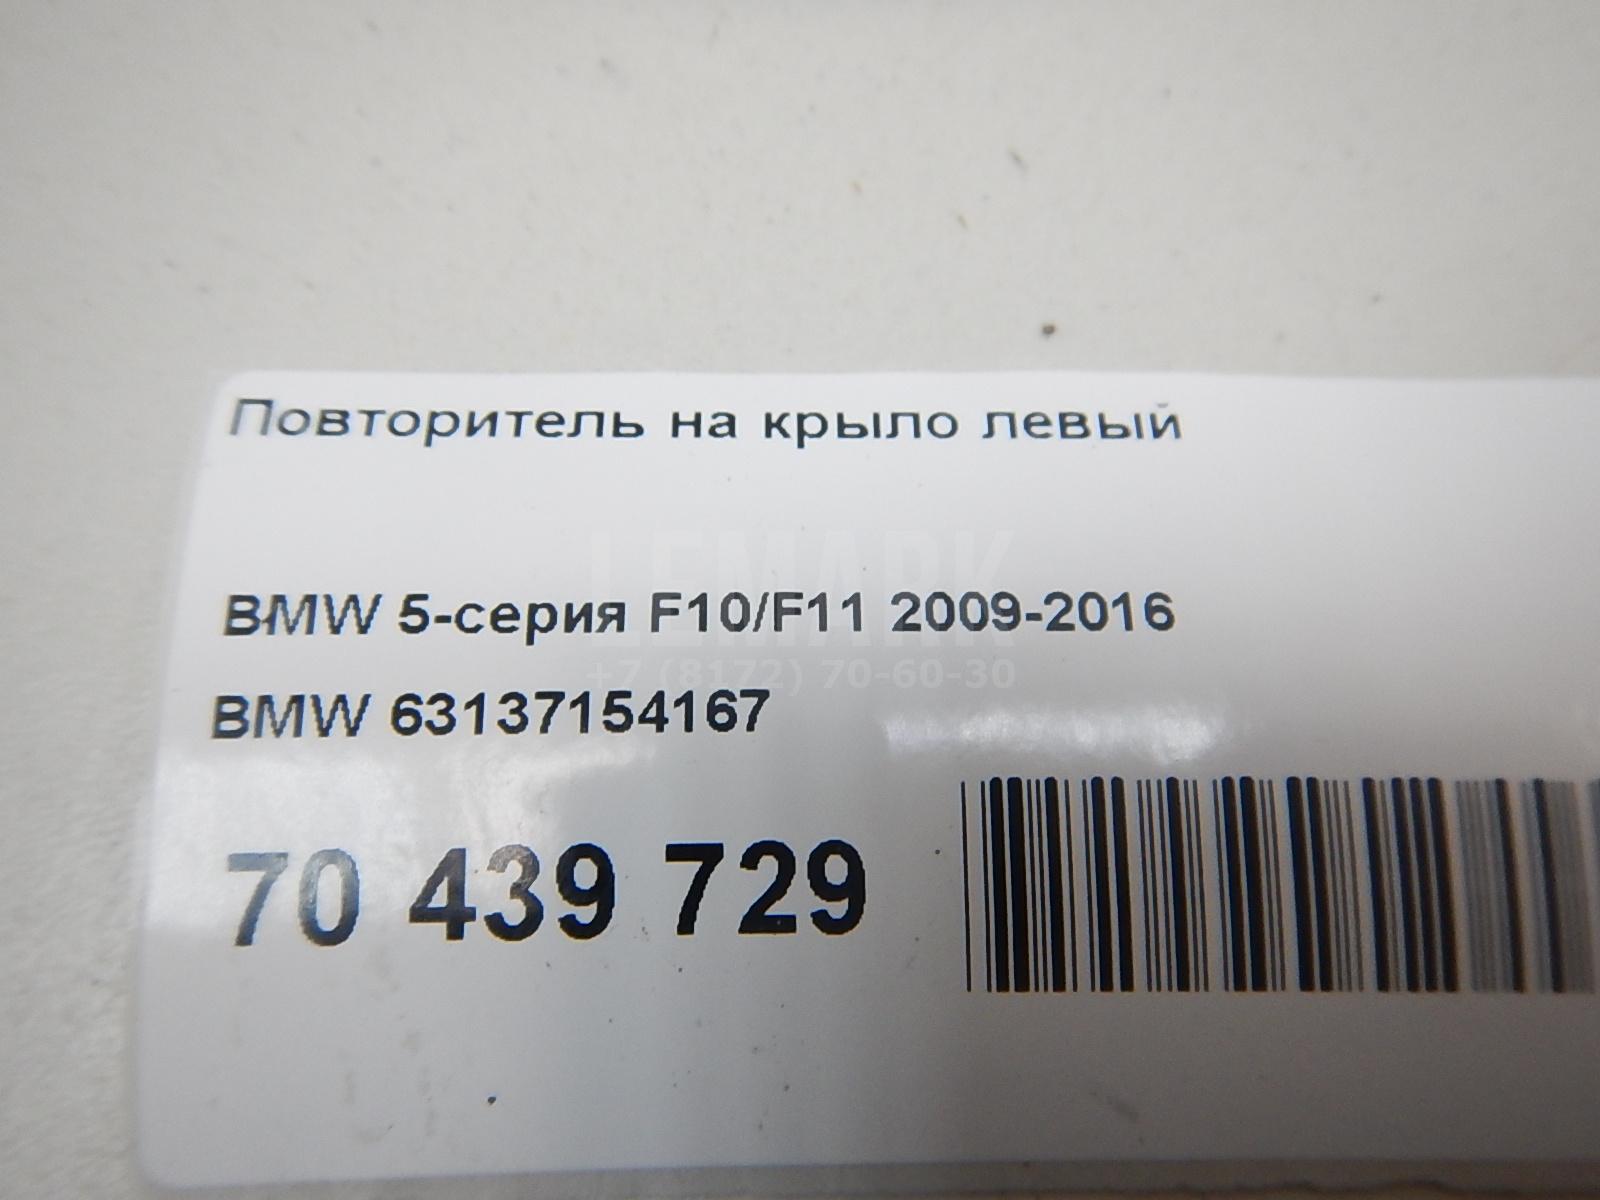 Повторитель на крыло левый
LEMARK
BMW 5-серия F10/F11 2009-2016
+7 (8172) 70-60-30
BMW 63137154167
70 439 729